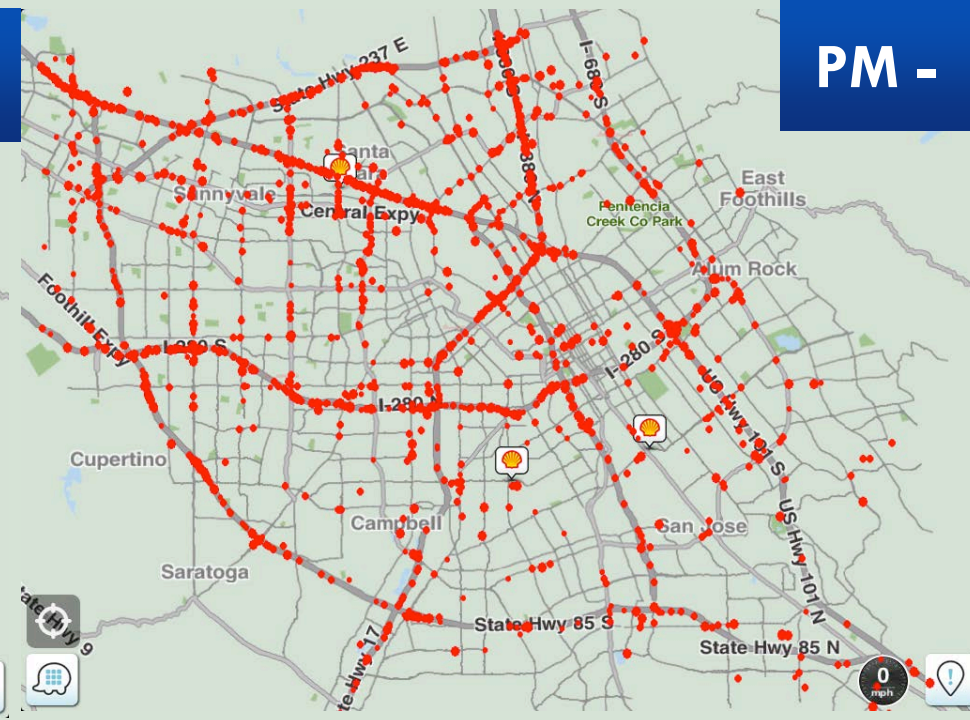 PM -
State Hwy 237 E
I-680 S
Santa
Clara
Sunnyvale
Central Expy
East
Foothills
Penitencia
Creek Co Park
Alum Rock
Foothill Expy
I-280 S
I-280 S
I-280 N
US Hwy 101 S
Cupertino
Campbell
San Jose
US Hwy 101 N
Saratoga
State Hwy 9
State Hwy 85 S
State Hwy 85 N
State Hwy 17
0
mph